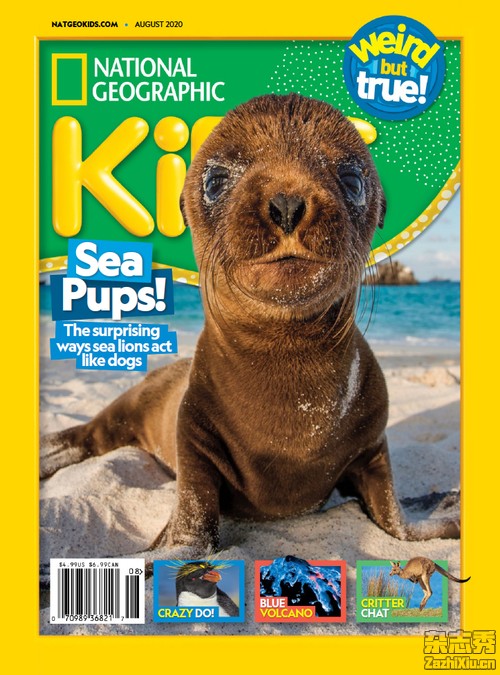 NATGEOKIDS.COM • AUGUST 2020
weird
but
true!
NATIONAL
GEOGRAPHIC
Sea
Pups!
The surprising
ways sea lions act
like dogs
$4.99US $6.99CAN
08>
0 70989 36821 7
CRAZY DO!
BLUE
VOLCANO
CRITTER
CHAT
杂志秀
ZaZhiXiu.cn